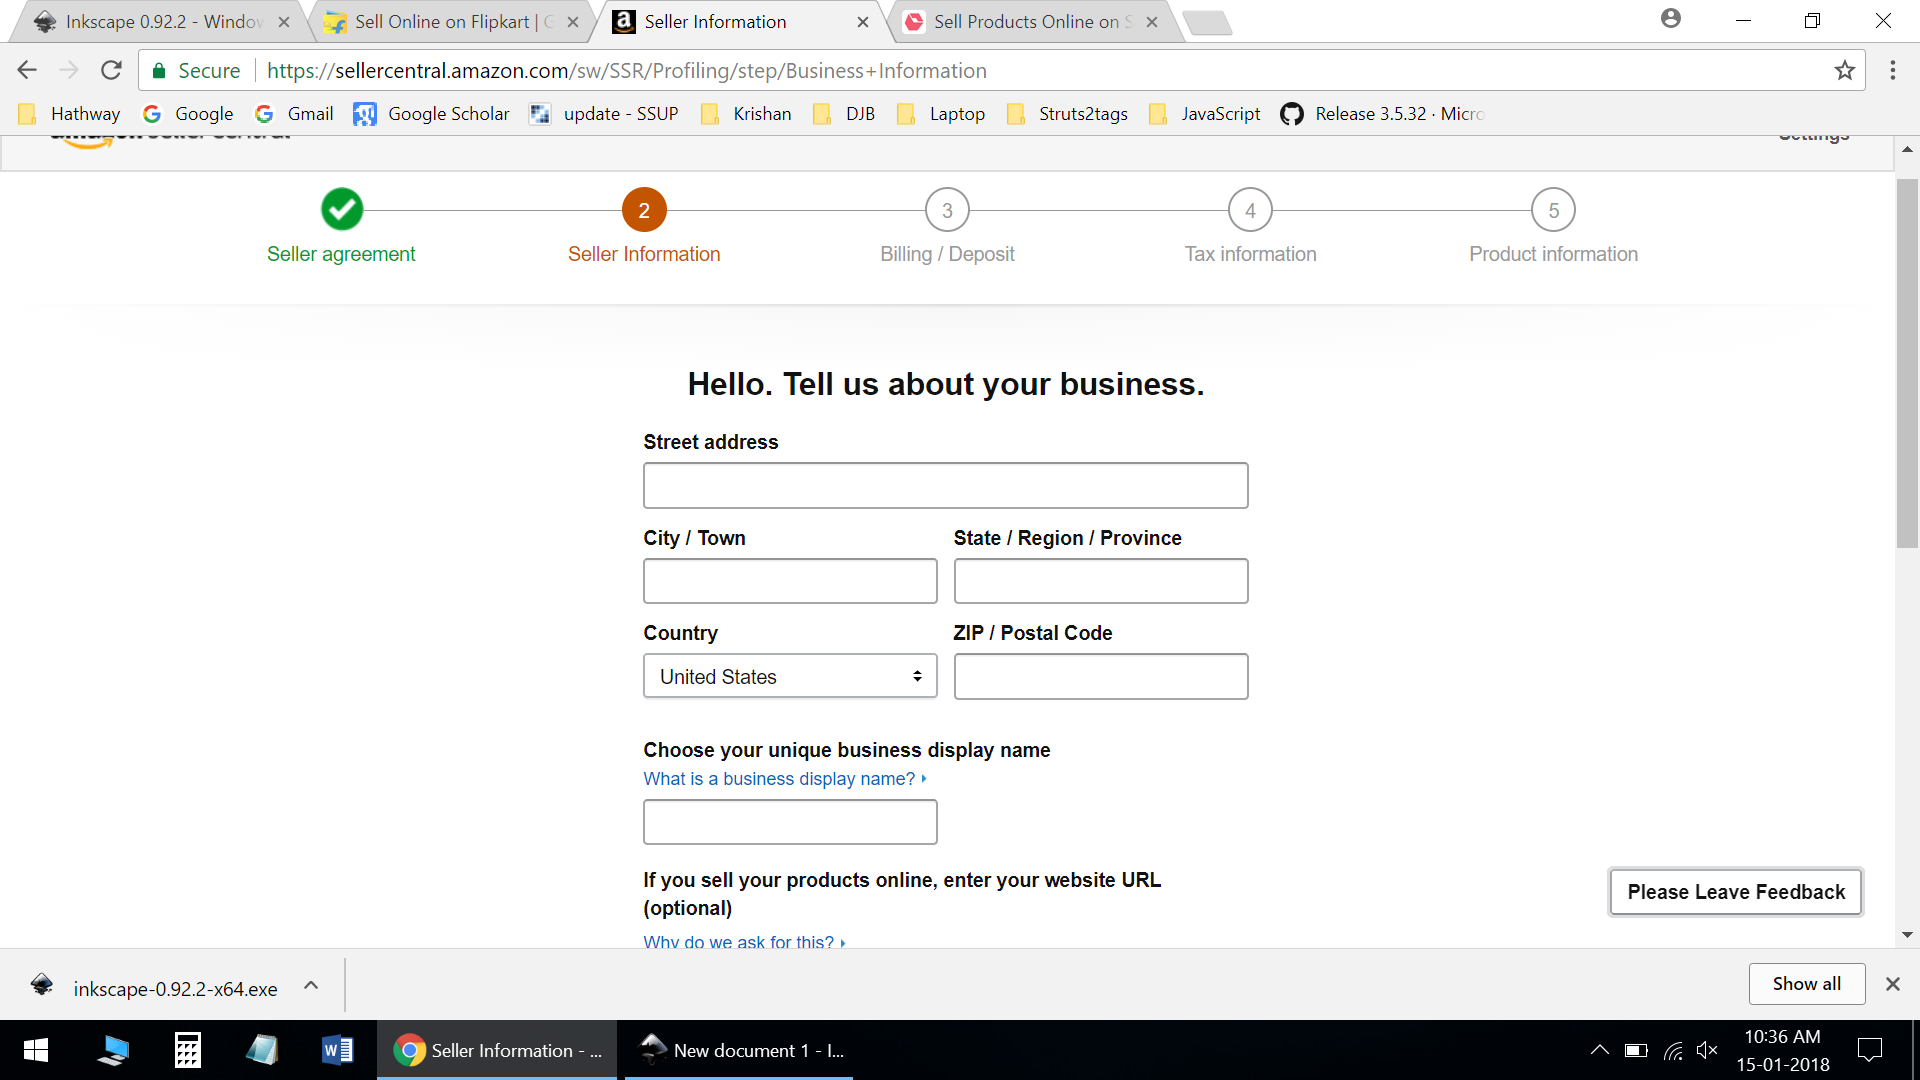 Inkscape 0.92.2 - Window
Sell Online on Flipkart | G
Seller Information
Sell Products Online on S
Secure
https://sellercentral.amazon.com/sw/SSR/Profiling/step/Business+Information
Hathway
Google
Gmail
Google Scholar
update - SSUP
Krishan
DJB
Laptop
Struts2tags
JavaScript
Release 3.5.32 · Micro
amazon seller central
Settings
2
3
4
5
Seller agreement
Seller Information
Billing / Deposit
Tax information
Product information
Hello. Tell us about your business.
Street address
City / Town
State / Region / Province
Country
ZIP / Postal Code
United States
Choose your unique business display name
What is a business display name?
If you sell your products online, enter your website URL
(optional)
Why do we ask for this?
Please Leave Feedback
inkscape-0.92.2-x64.exe
Show all
Seller Information - ...
New document 1 - I...
10:36 AM
15-01-2018